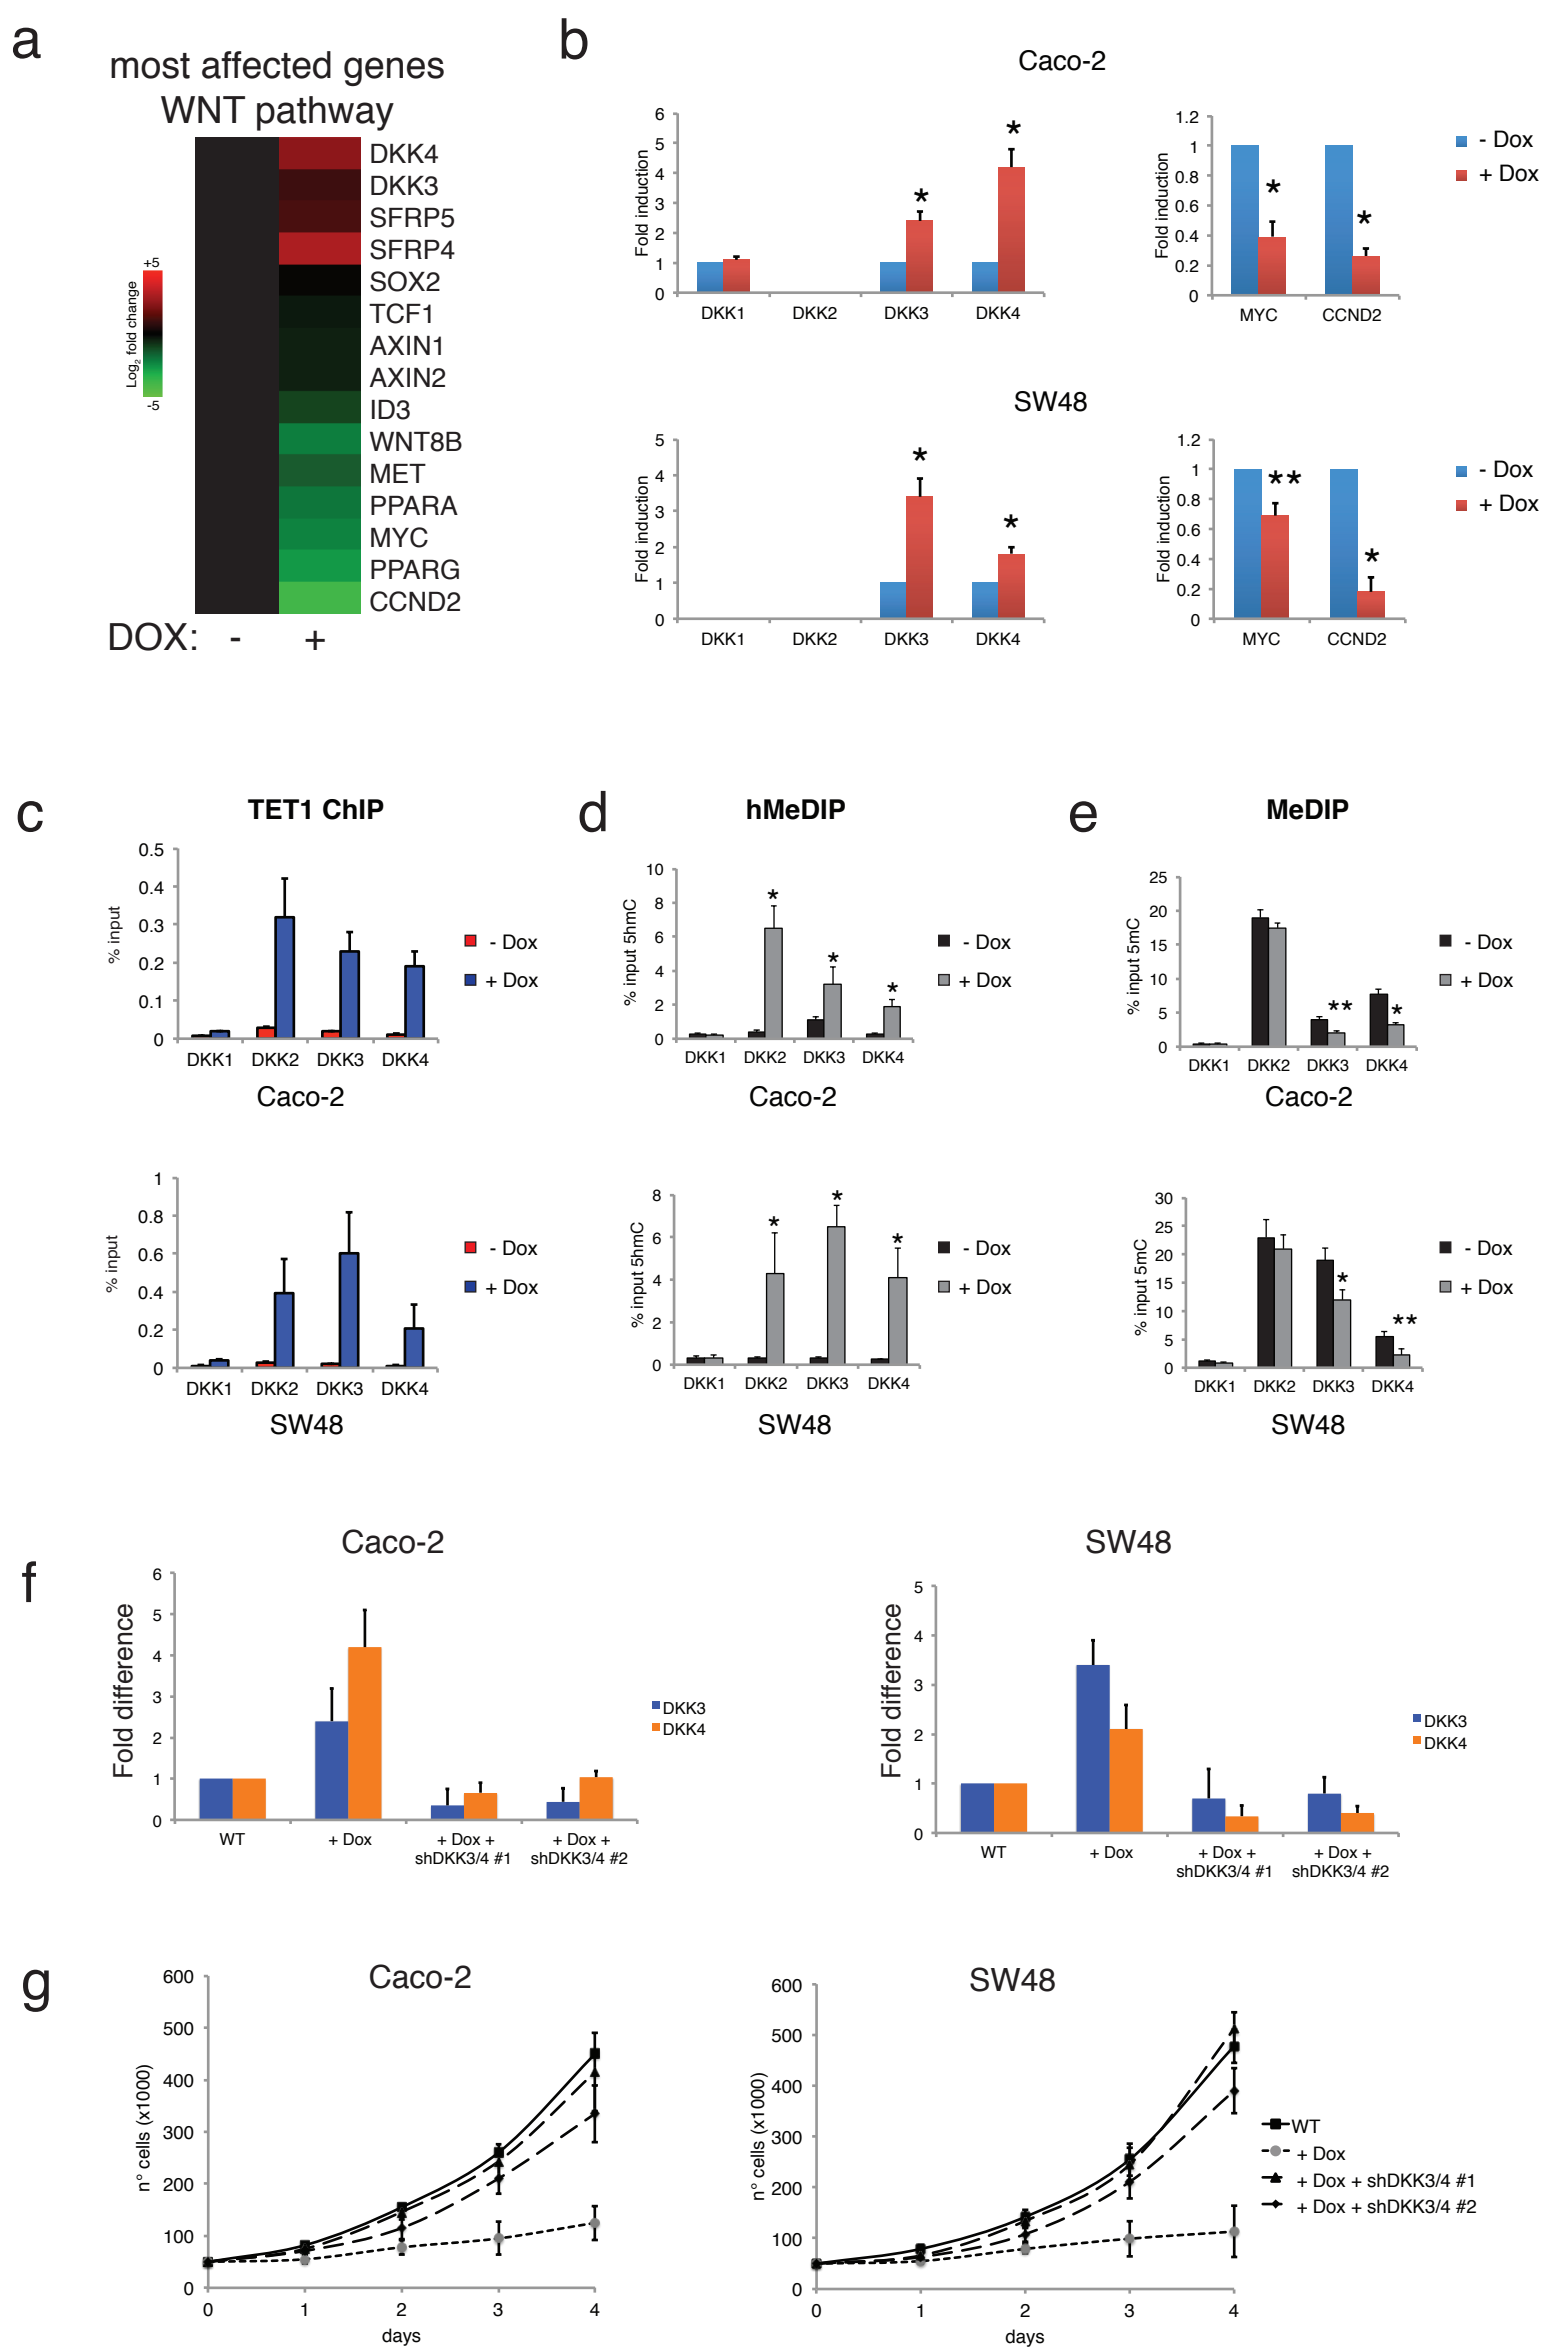 a
most affected genes
WNT pathway
DKK4
DKK3
SFRP5
SFRP4
SOX2
TCF1
AXIN1
AXIN2
ID3
WNT8B
MET
PPARA
MYC
PPARG
CCND2
+5
Log2 fold change
-5
DOX: - +
b
Caco-2
Fold induction
6
5
4
3
2
1
0
* *
DKK1 DKK2 DKK3 DKK4
Fold induction
1.2
1
0.8
0.6
0.4
0.2
0
* *
MYC CCND2
- Dox
+ Dox
SW48
Fold induction
5
4
3
2
1
0
* *
DKK1 DKK2 DKK3 DKK4
Fold induction
1.2
1
0.8
0.6
0.4
0.2
0
** *
MYC CCND2
- Dox
+ Dox
c
TET1 ChIP
% input
0.5
0.4
0.3
0.2
0.1
0
DKK1 DKK2 DKK3 DKK4
Caco-2
- Dox
+ Dox
% input
1
0.8
0.6
0.4
0.2
0
DKK1 DKK2 DKK3 DKK4
SW48
- Dox
+ Dox
d
hMeDIP
% input 5hmC
10
8
6
4
2
0
* * *
DKK1 DKK2 DKK3 DKK4
Caco-2
- Dox
+ Dox
% input 5hmC
8
6
4
2
0
* * *
DKK1 DKK2 DKK3 DKK4
SW48
- Dox
+ Dox
e
MeDIP
% input 5mC
25
20
15
10
5
0
** *
DKK1 DKK2 DKK3 DKK4
Caco-2
- Dox
+ Dox
% input 5mC
30
25
20
15
10
5
0
* **
DKK1 DKK2 DKK3 DKK4
SW48
- Dox
+ Dox
f
Caco-2
Fold difference
6
5
4
3
2
1
0
WT + Dox + Dox + + Dox +
shDKK3/4 #1 shDKK3/4 #2
DKK3
DKK4
SW48
Fold difference
5
4
3
2
1
0
WT + Dox + Dox + + Dox +
shDKK3/4 #1 shDKK3/4 #2
DKK3
DKK4
g
Caco-2
n° cells (x1000)
600
500
400
300
200
100
0
0 1 2 3 4
days
SW48
n° cells (x1000)
600
500
400
300
200
100
0
0 1 2 3 4
days
WT
+ Dox
+ Dox + shDKK3/4 #1
+ Dox + shDKK3/4 #2